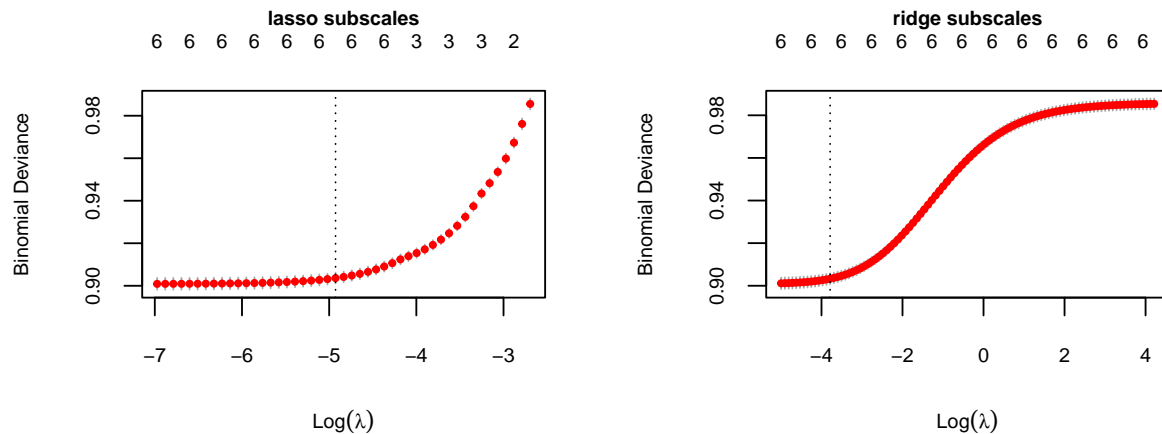 lasso subscales
6 6 6 6 6 6 6 6 3 3 3 2
Binomial Deviance
0.98
0.94
0.90
−7 −6 −5 −4 −3
Log(λ)
ridge subscales
6 6 6 6 6 6 6 6 6 6 6 6 6
Binomial Deviance
0.98
0.94
0.90
−4 −2 0 2 4
Log(λ)